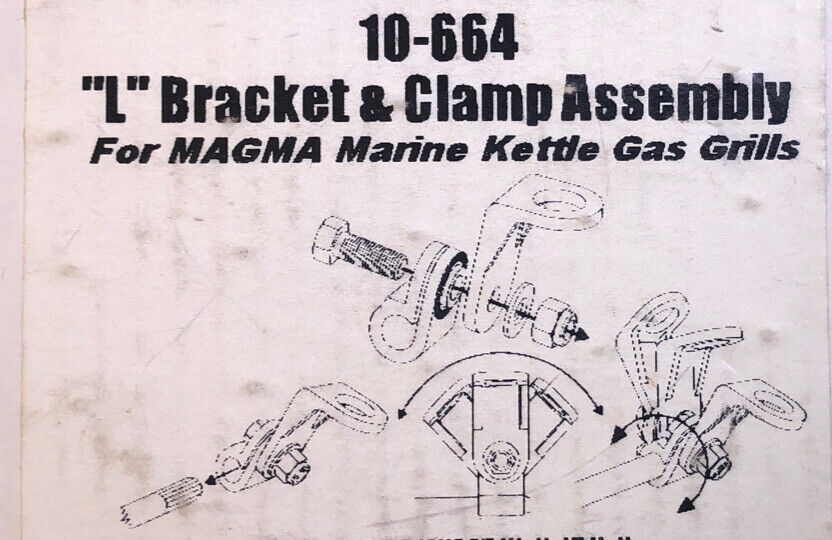 10-664
"L" Bracket & Clamp Assembly
For MAGMA Marine Kettle Gas Grills